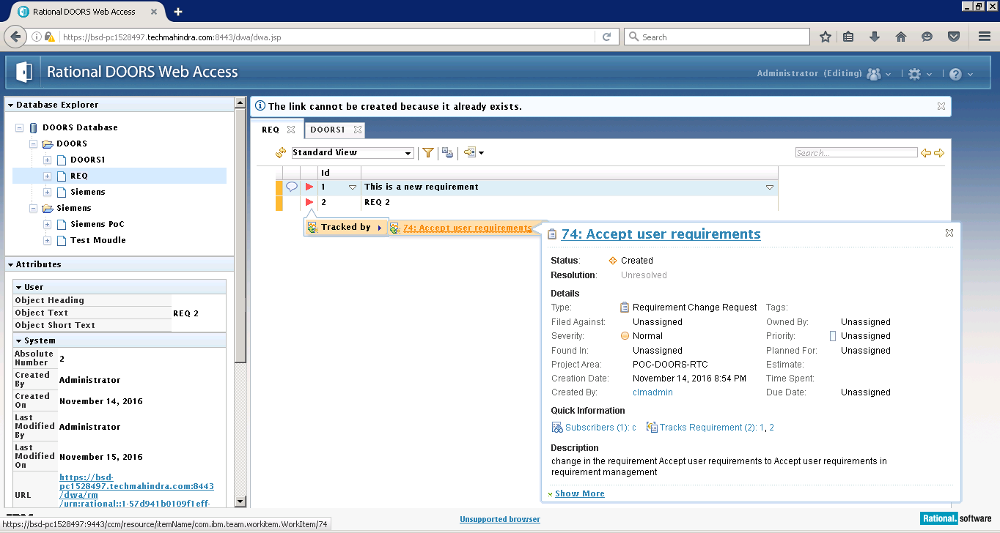 Rational DOORS Web Access
https://bsd-pc1528497.techmahindra.com:8443/dwa/dwa.jsp
Search
Rational DOORS Web Access
Administrator (Editing)
Database Explorer
DOORS Database
DOORS
DOORS1
REQ
Siemens
Siemens
Siemens PoC
Test Moudle
Attributes
User
Object Heading
Object Text REQ 2
Object Short Text
System
Absolute Number 2
Created By Administrator
Created On November 14, 2016
Last Modified By Administrator
Last Modified On November 15, 2016
URL https://bsd-
pc1528497.techmahindra.com:8443
/dwa/rm
/urn:rational::1-57d941b0109f1eff-
https://bsd-pc1528497:9443/ccm/resource/itemName/com.ibm.team.workitem.WorkItem/74
The link cannot be created because it already exists.
REQ DOORS1
Standard View
Search...
Id
1 This is a new requirement
2 REQ 2
Tracked by 74: Accept user requirements
74: Accept user requirements
Status: Created
Resolution: Unresolved
Details
Type: Requirement Change Request Tags:
Filed Against: Unassigned Owned By: Unassigned
Severity: Normal Priority: Unassigned
Found In: Unassigned Planned For: Unassigned
Project Area: POC-DOORS-RTC Estimate:
Creation Date: November 14, 2016 8:54 PM Time Spent:
Created By: clmadmin Due Date: Unassigned
Quick Information
Subscribers (1): c Tracks Requirement (2): 1, 2
Description
change in the requirement Accept user requirements to Accept user requirements in
requirement management
Show More
Unsupported browser
Rational. software